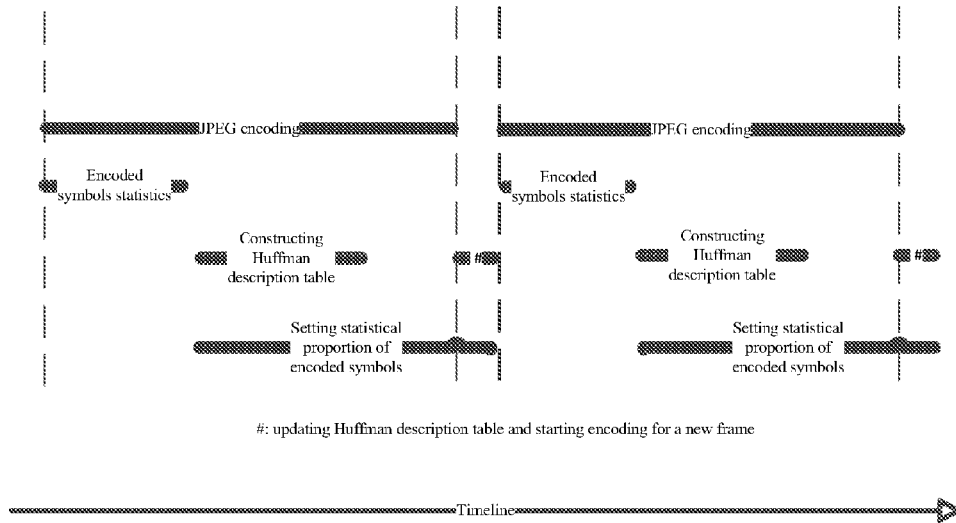 JPEG encoding
JPEG encoding
Encoded
symbols statistics
Encoded
symbols statistics
Constructing
Huffman
description table
#
Constructing
Huffman
description table
#
Setting statistical
proportion of
encoded symbols
Setting statistical
proportion of
encoded symbols
#: updating Huffman description table and starting encoding for a new frame
Timeline